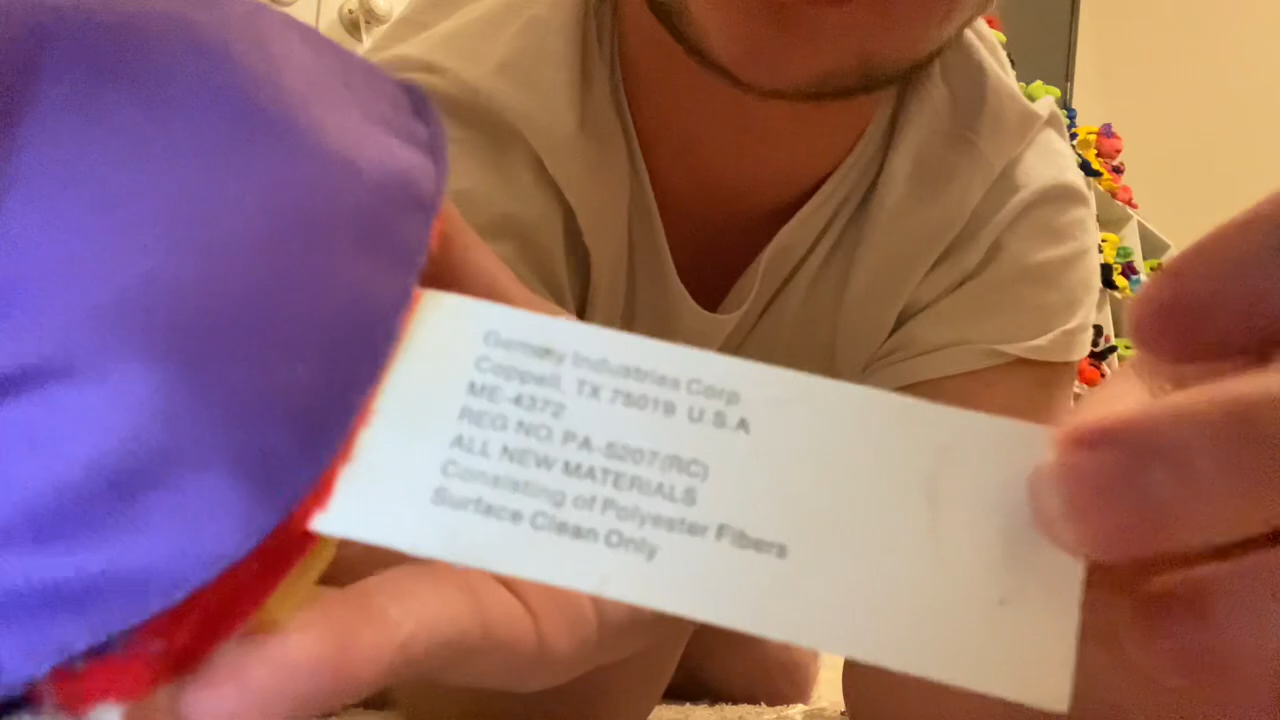 Gemmy Industries Corp
Coppell, TX 75019 U.S.A
ME-4372
REG NO. PA-5207(RC)
ALL NEW MATERIALS
Consisting of Polyester Fibers
Surface Clean Only